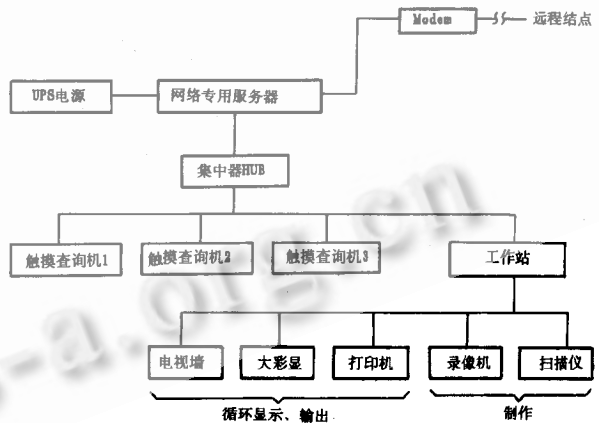 Modem
远程结点
UPS电源
网络专用服务器
集中器HUB
触摸查询机1
触摸查询机2
触摸查询机3
工作站
电视墙
大彩显
打印机
录像机
扫描仪
循环显示、输出
制作
-a.org.cn